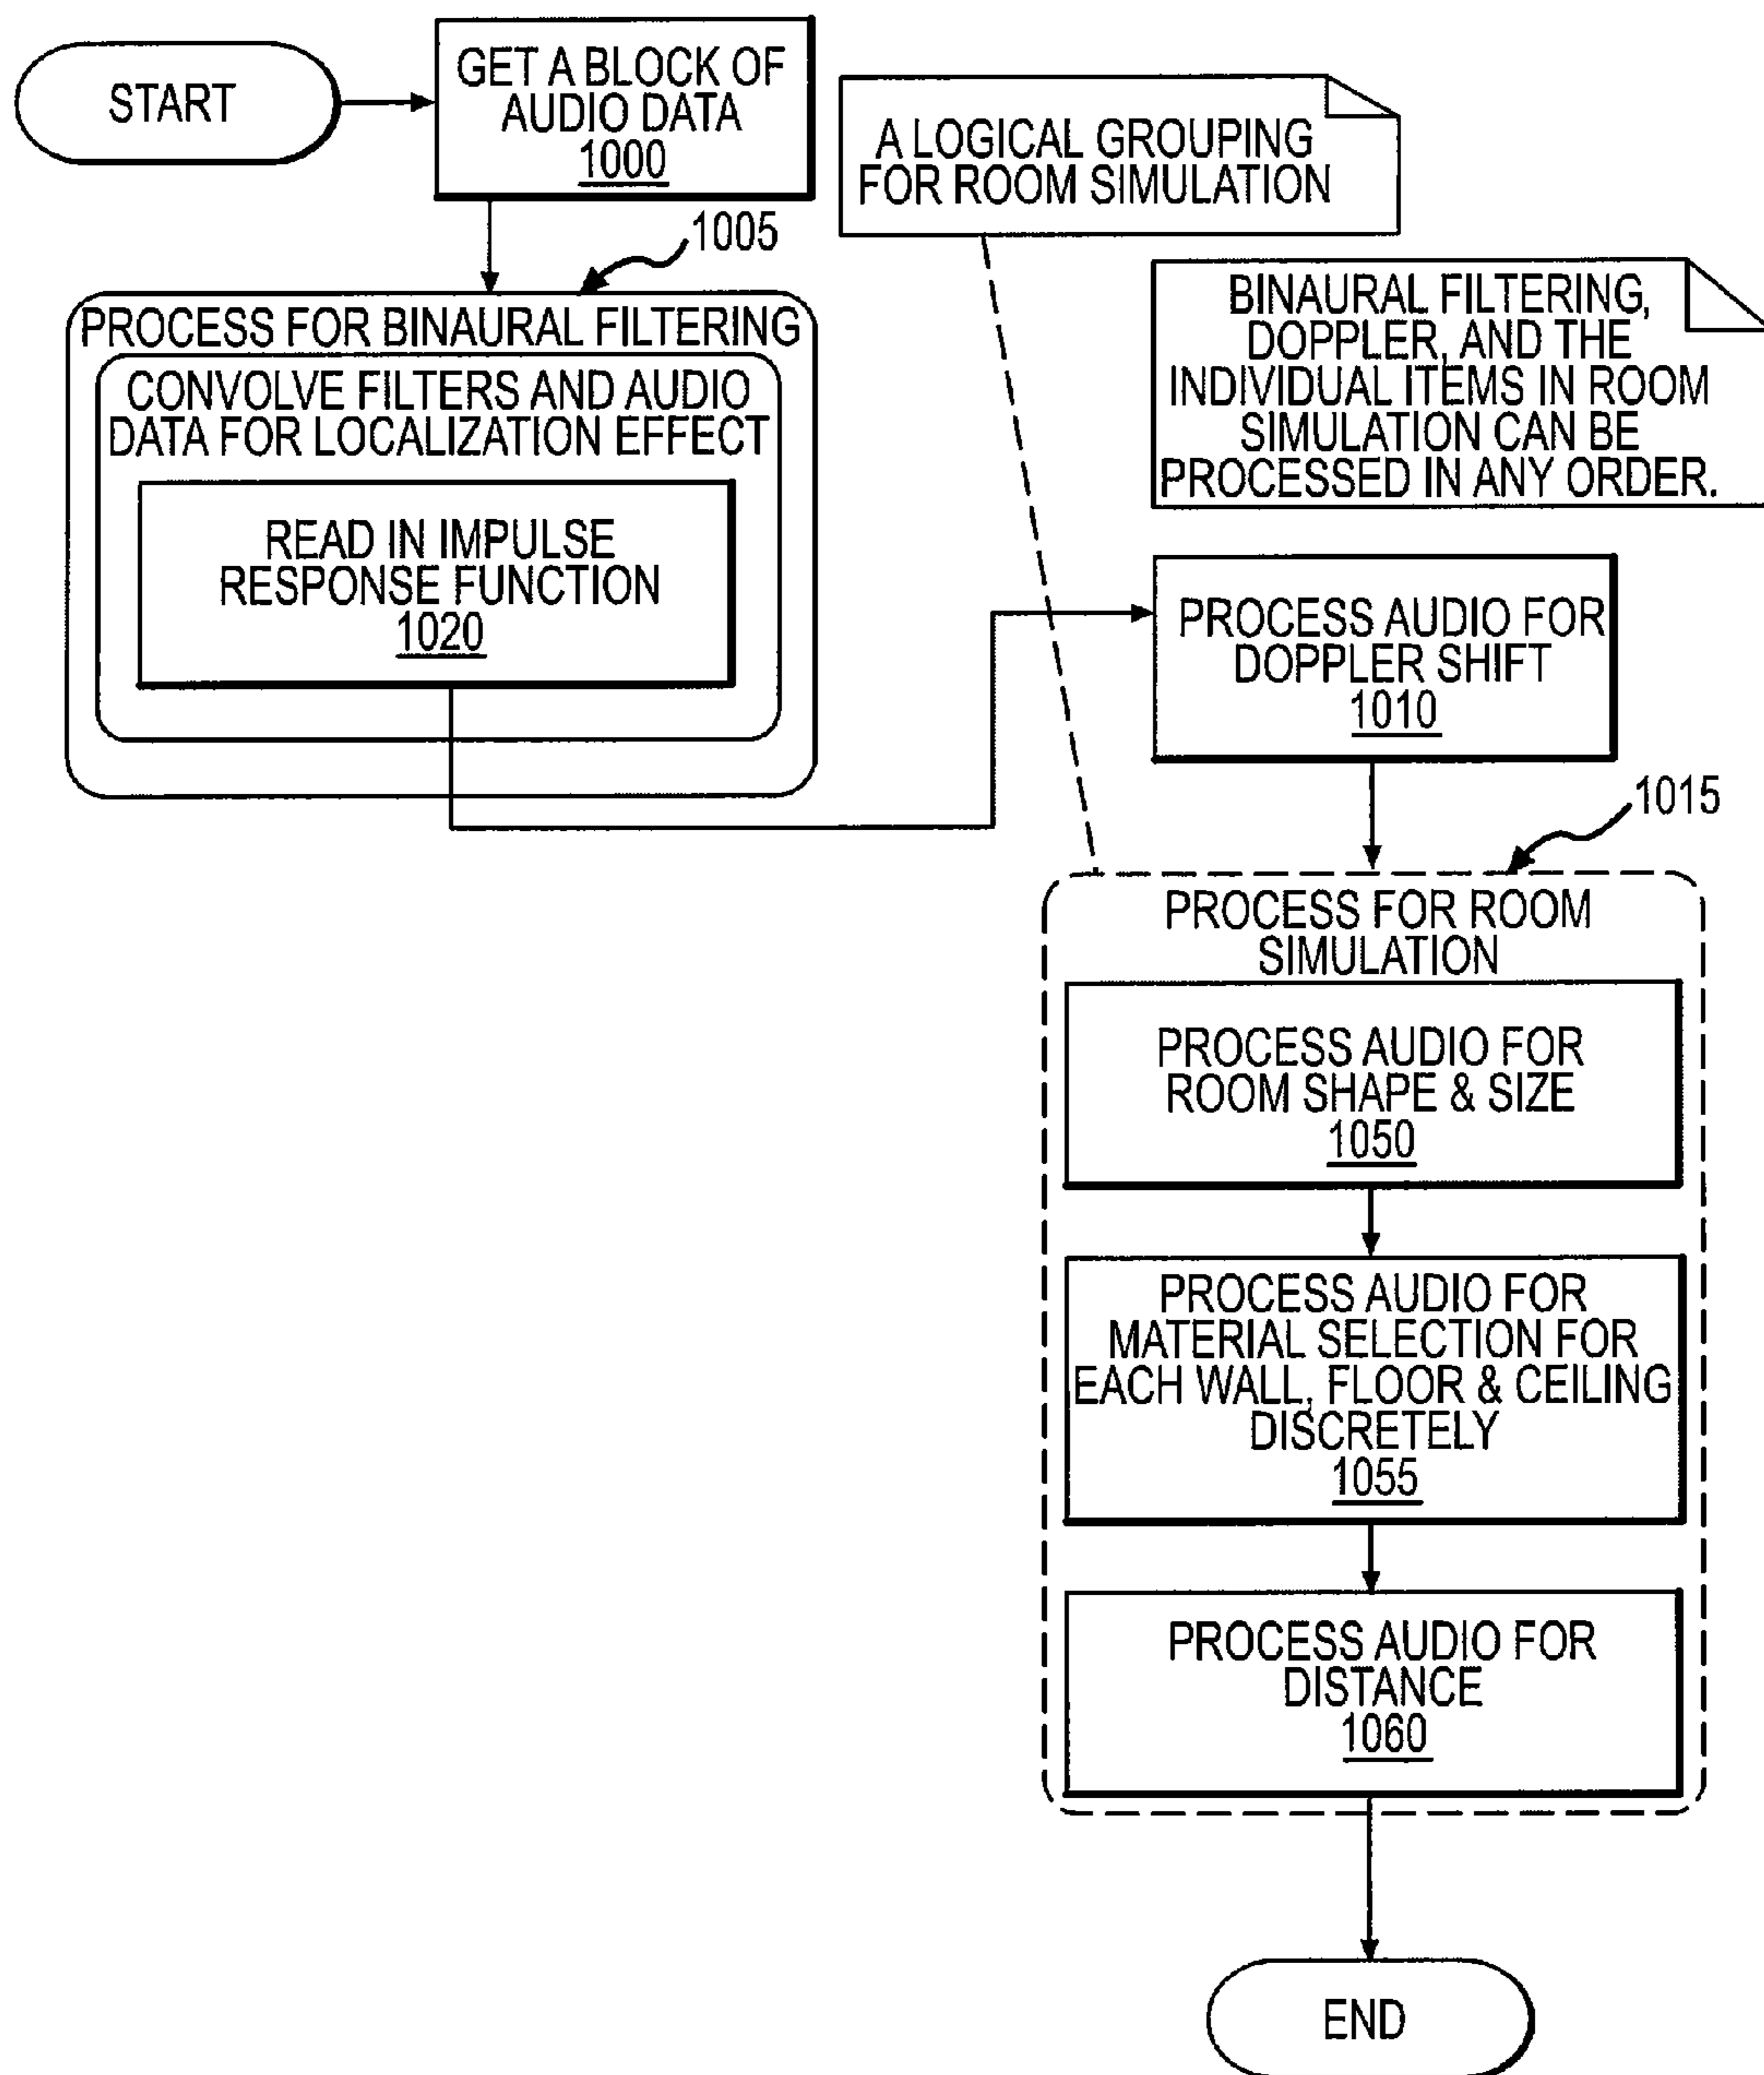 START
GET A BLOCK OF
AUDIO DATA
1000
A LOGICAL GROUPING
FOR ROOM SIMULATION
1005
BINAURAL FILTERING,
DOPPLER, AND THE
INDIVIDUAL ITEMS IN ROOM
SIMULATION CAN BE
PROCESSED IN ANY ORDER.
PROCESS FOR BINAURAL FILTERING
CONVOLVE FILTERS AND AUDIO
DATA FOR LOCALIZATION EFFECT
READ IN IMPULSE
RESPONSE FUNCTION
1020
PROCESS AUDIO FOR
DOPPLER SHIFT
1010
1015
PROCESS FOR ROOM
SIMULATION
PROCESS AUDIO FOR
ROOM SHAPE & SIZE
1050
PROCESS AUDIO FOR
MATERIAL SELECTION FOR
EACH WALL, FLOOR & CEILING
DISCRETELY
1055
PROCESS AUDIO FOR
DISTANCE
1060
END